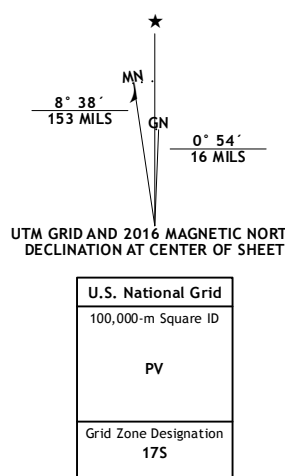 MN
GN
8° 38´
153 MILS
0° 54´
16 MILS
UTM GRID AND 2016 MAGNETIC NORT
DECLINATION AT CENTER OF SHEET
U.S. National Grid
100,000-m Square ID
PV
Grid Zone Designation
17S